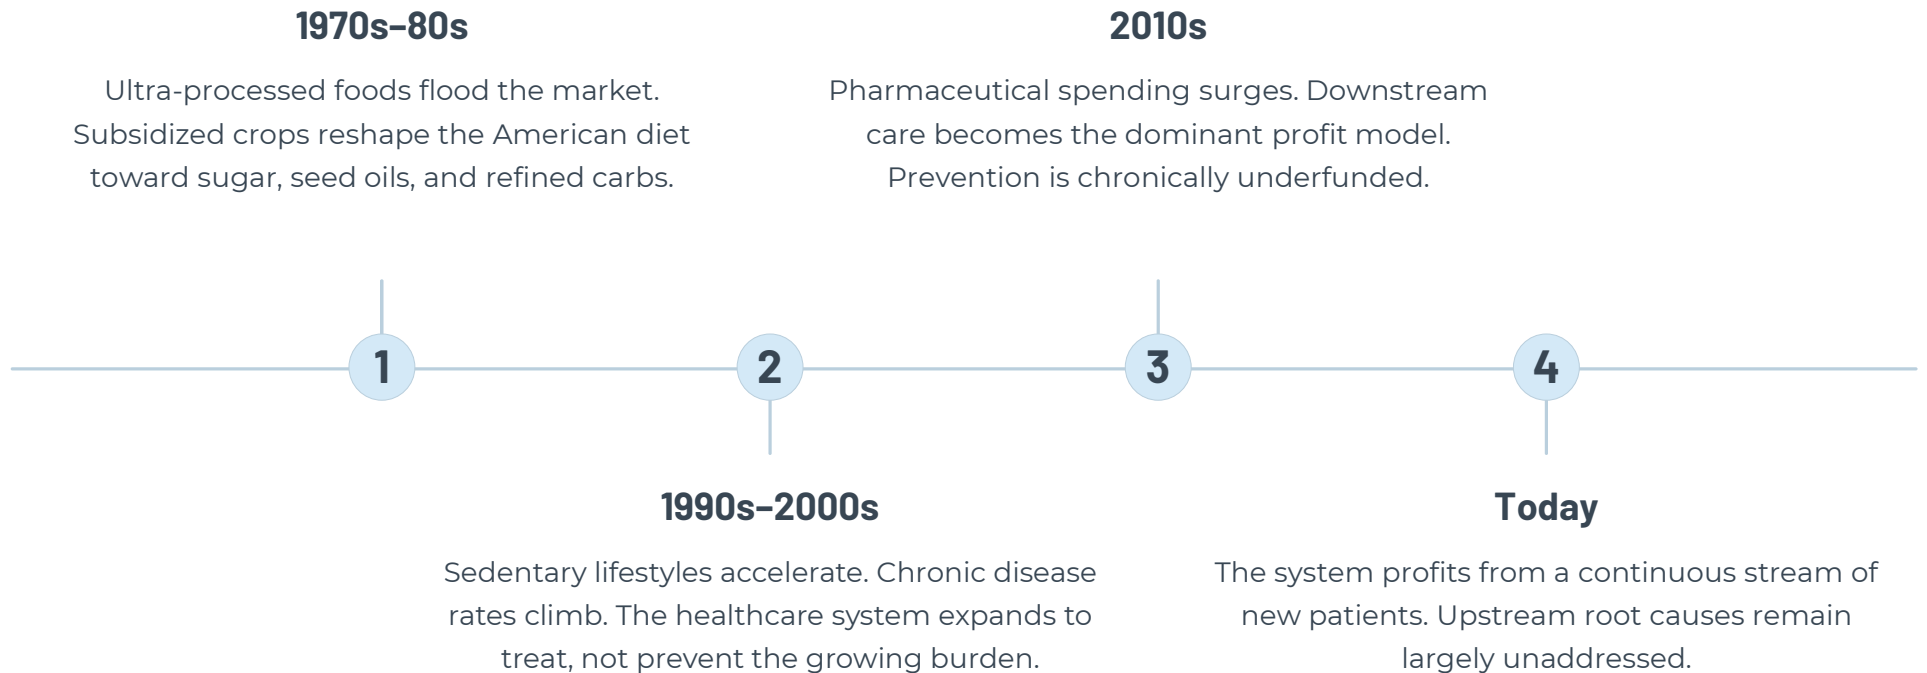 1970s–80s
Ultra-processed foods flood the market.
Subsidized crops reshape the American diet
toward sugar, seed oils, and refined carbs.
2010s
Pharmaceutical spending surges. Downstream
care becomes the dominant profit model.
Prevention is chronically underfunded.
1
2
3
4
1990s–2000s
Sedentary lifestyles accelerate. Chronic disease
rates climb. The healthcare system expands to
treat, not prevent the growing burden.
Today
The system profits from a continuous stream of
new patients. Upstream root causes remain
largely unaddressed.